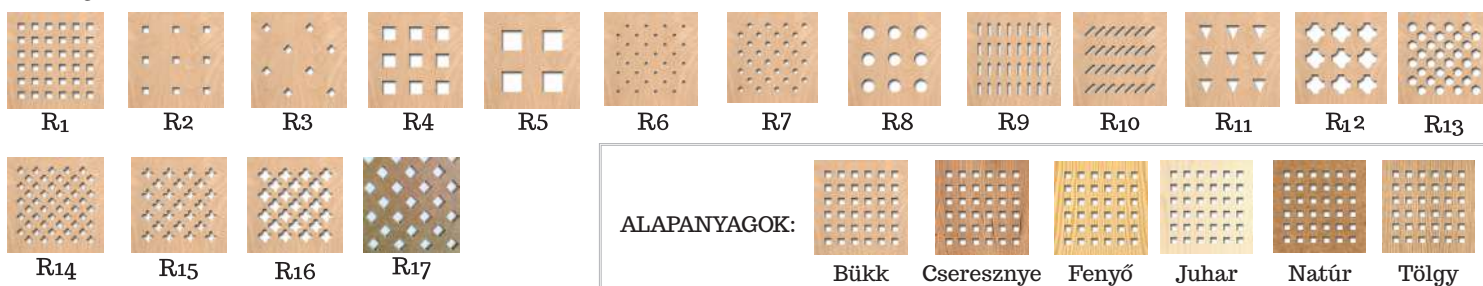 R1 R2 R3 R4 R5 R6 R7 R8 R9 R10 R11 R12 R13
R14 R15 R16 R17
ALAPANYAGOK:
Bükk Cseresznye Fenyő Juhar Natúr Tölgy